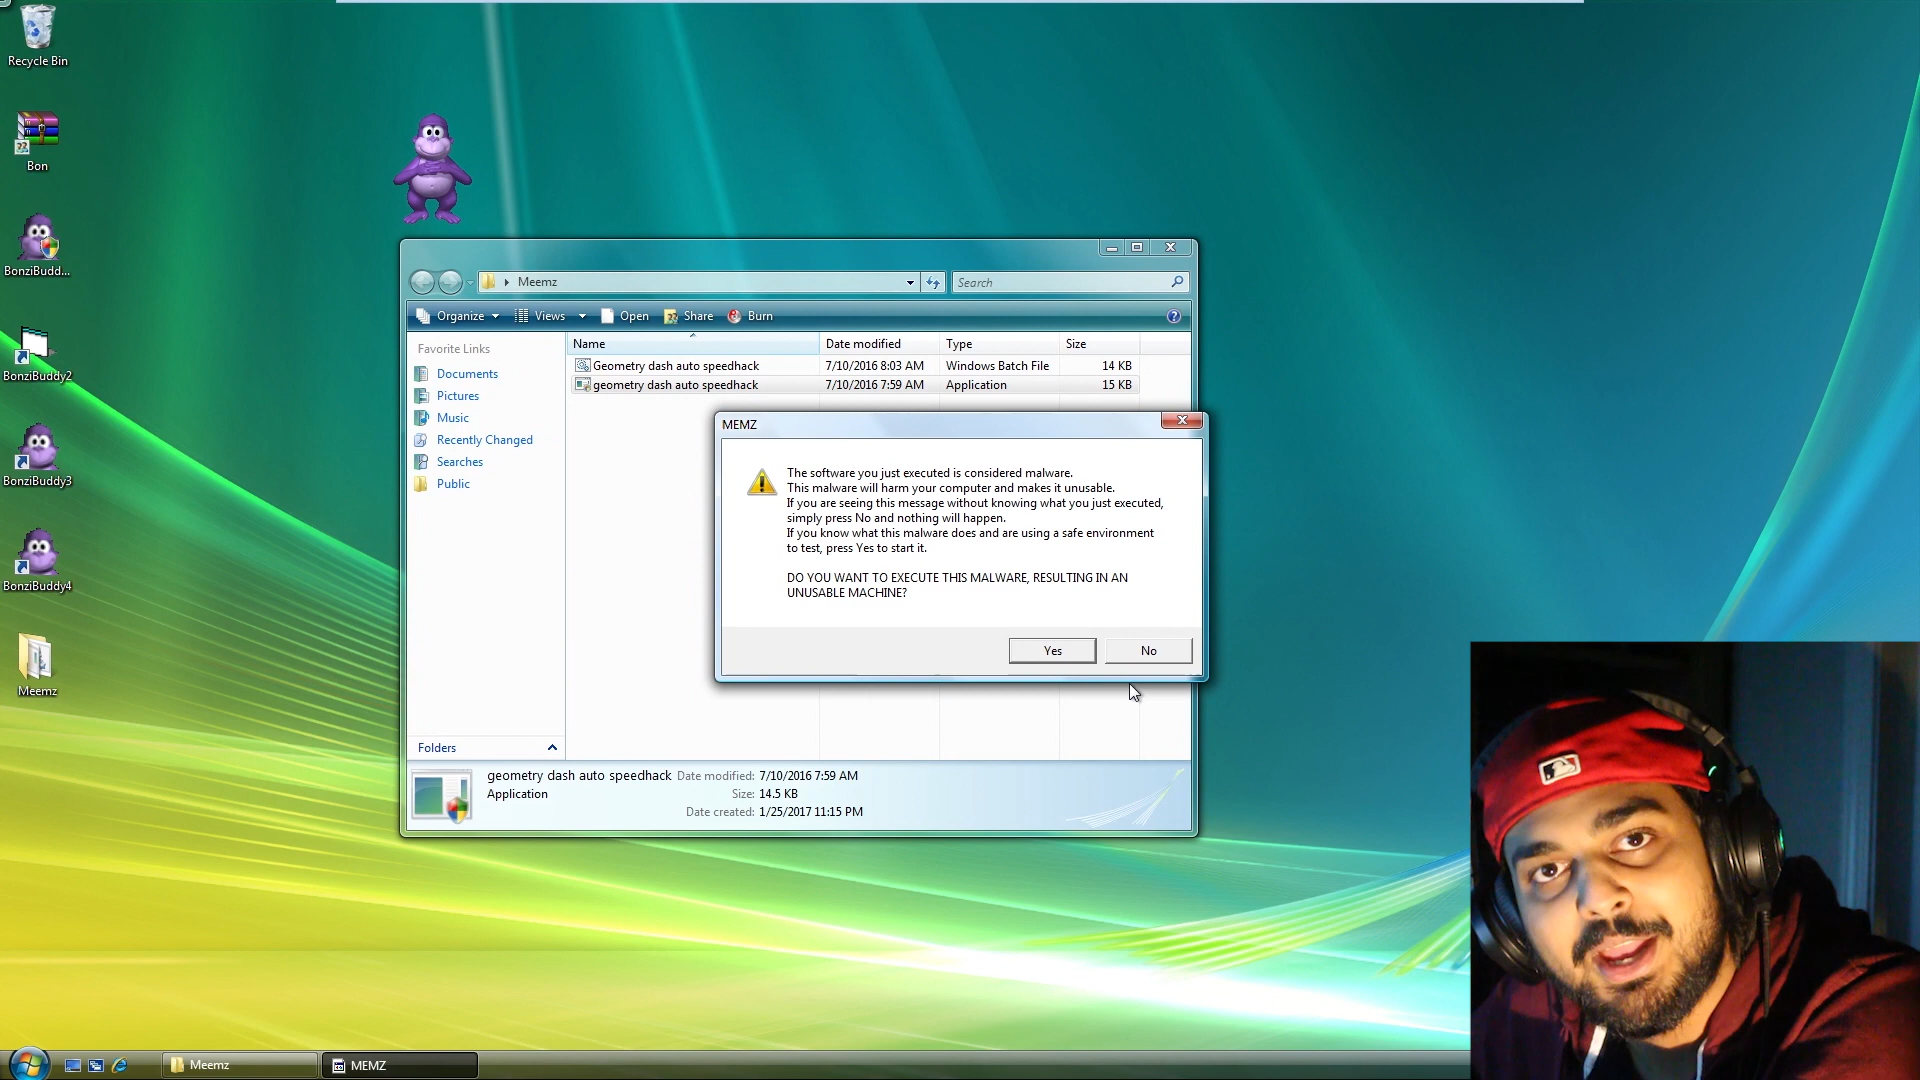 Recycle Bin
Bon
BonziBudd...
BonziBuddy2
BonziBuddy3
BonziBuddy4
Meemz
Meemz
Search
Organize Views Open Share Burn
Favorite Links
Documents
Pictures
Music
Recently Changed
Searches
Public
Folders
Name Date modified Type Size
Geometry dash auto speedhack 7/10/2016 8:03 AM Windows Batch File 14 KB
geometry dash auto speedhack 7/10/2016 7:59 AM Application 15 KB
MEMZ
The software you just executed is considered malware.
This malware will harm your computer and makes it unusable.
If you are seeing this message without knowing what you just executed,
simply press No and nothing will happen.
If you know what this malware does and are using a safe environment
to test, press Yes to start it.
DO YOU WANT TO EXECUTE THIS MALWARE, RESULTING IN AN
UNUSABLE MACHINE?
Yes No
geometry dash auto speedhack Date modified: 7/10/2016 7:59 AM
Application Size: 14.5 KB
Date created: 1/25/2017 11:15 PM
Meemz MEMZ